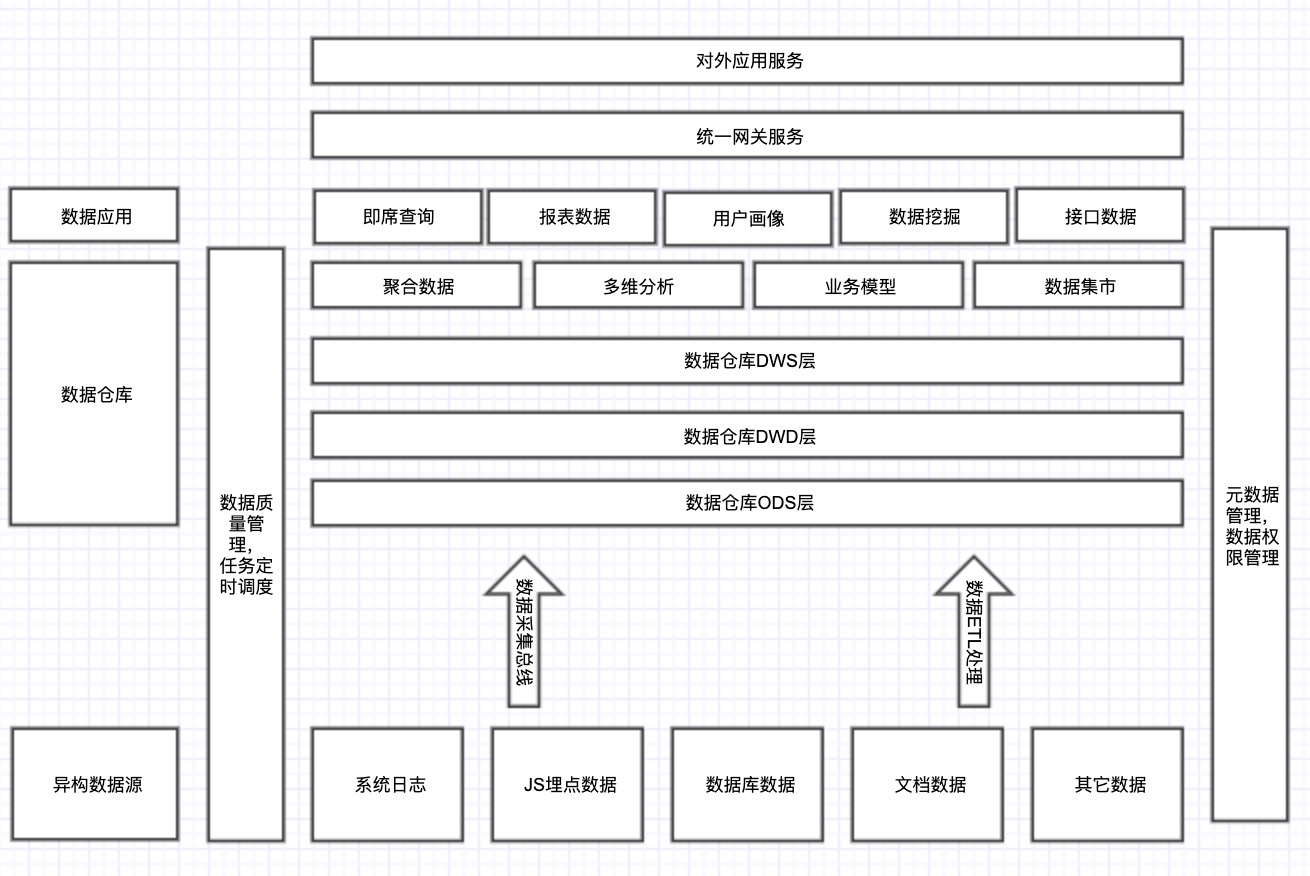 对外应用服务
统一网关服务
数据应用
即席查询
报表数据
用户画像
数据挖掘
接口数据
数据仓库
聚合数据
多维分析
业务模型
数据集市
数据仓库DWS层
数据仓库DWD层
数据仓库ODS层
数据质
量管
理，
任务定
时调度
元数据
管理，
数据权
限管理
数据采集总线
数据ETL处理
异构数据源
系统日志
JS埋点数据
数据库数据
文档数据
其它数据